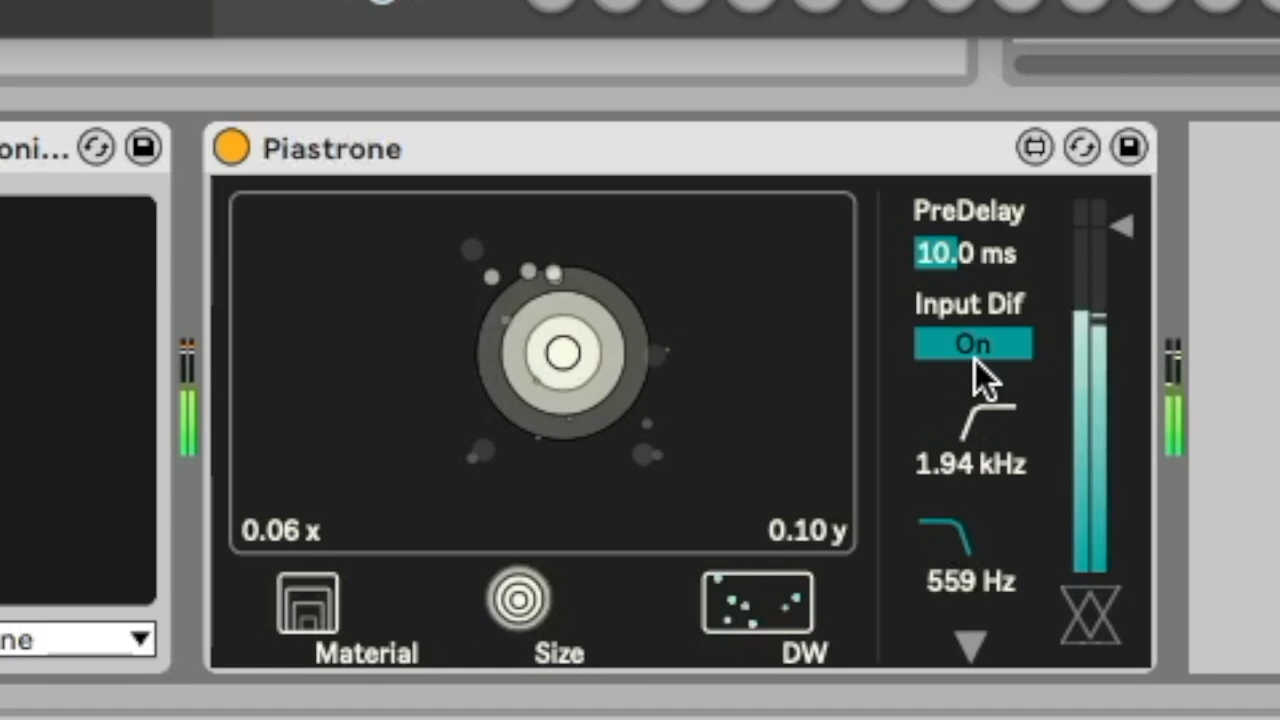 oni...
Piastrone
PreDelay
10.0 ms
Input Dif
On
1.94 kHz
559 Hz
0.06 x
0.10 y
Material
Size
DW
ne